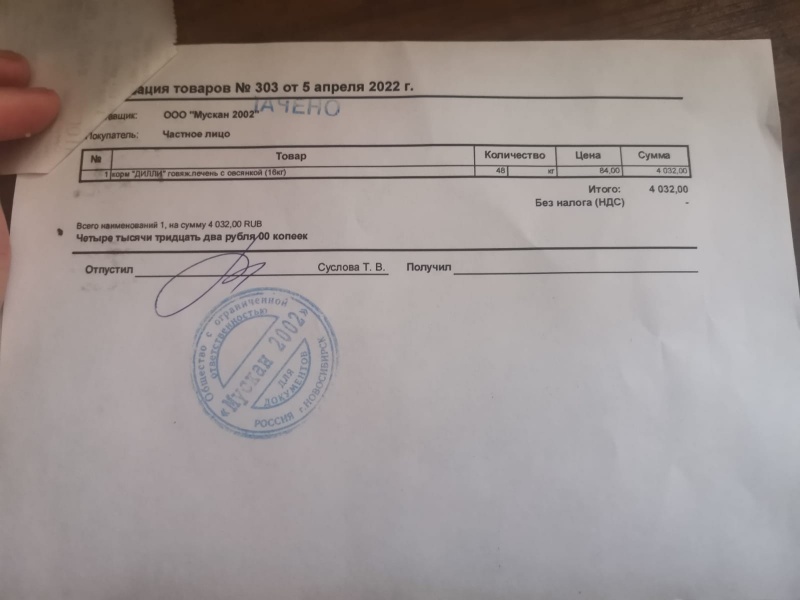 ация товаров № 303 от 5 апреля 2022 г.
АЧЕНО
вщик: ООО "Мускан 2002"
Покупатель: Частное лицо
№ Товар Количество Цена Сумма
1 корм "ДИЛЛИ" говяж.печень с овсянкой (16кг) 48 кг 84,00 4 032,00
Итого: 4 032,00
Без налога (НДС) -
Всего наименований 1, на сумму 4 032,00 RUB
Четыре тысячи тридцать два рубля 00 копеек
Отпустил Суслова Т. В. Получил
Общество с ограниченной
ответственностью
«Мускан 2002»
для
ДОКУМЕНТОВ
РОССИЯ г.НОВОСИБИРСК